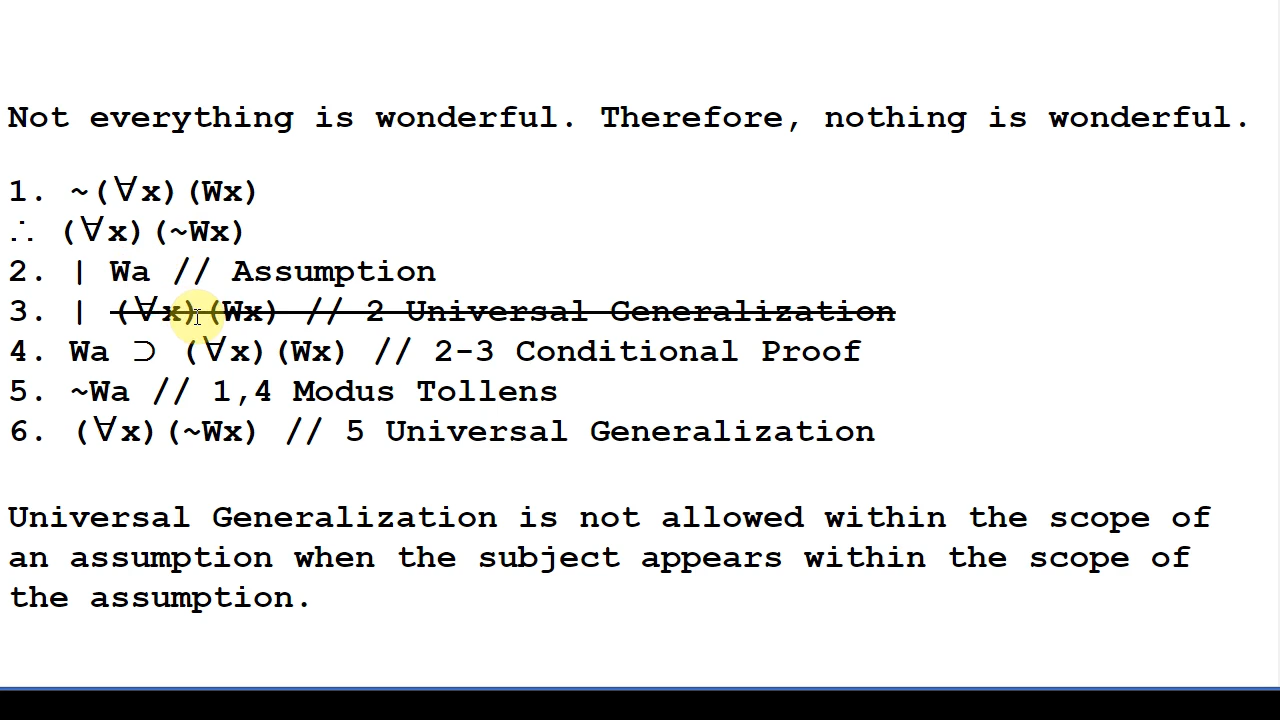 Not everything is wonderful. Therefore, nothing is wonderful.
1. ~(∀x)(Wx)
∴ (∀x)(~Wx)
2. | Wa // Assumption
3. | (∀x)(Wx) // 2 Universal Generalization
4. Wa ⊃ (∀x)(Wx) // 2-3 Conditional Proof
5. ~Wa // 1,4 Modus Tollens
6. (∀x)(~Wx) // 5 Universal Generalization
Universal Generalization is not allowed within the scope of
an assumption when the subject appears within the scope of
the assumption.